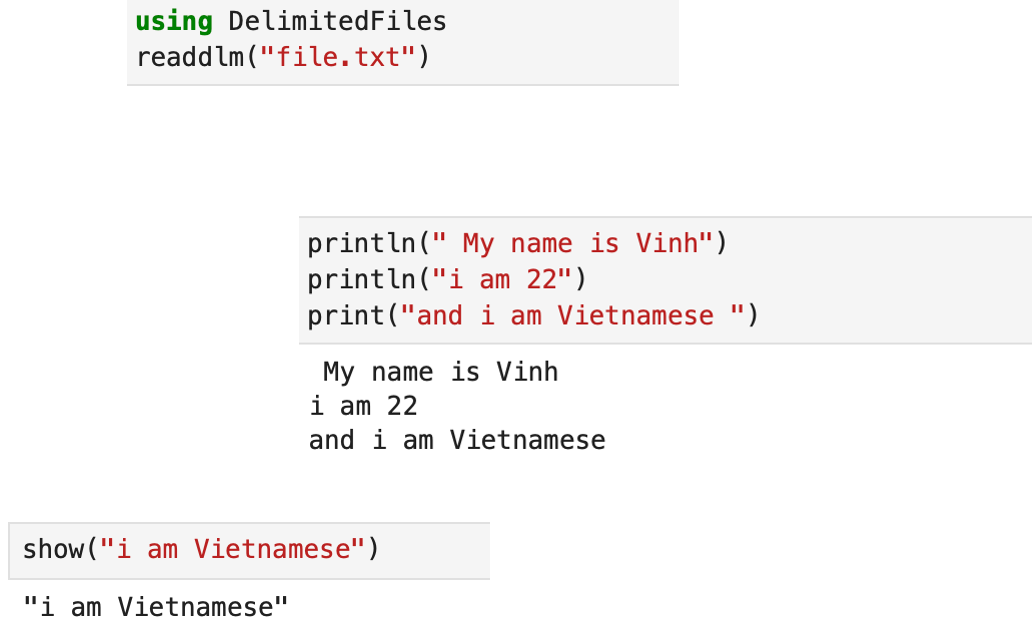 using DelimitedFiles
readdlm("file.txt")
println(" My name is Vinh")
println("i am 22")
print("and i am Vietnamese ")
 My name is Vinh
i am 22
and i am Vietnamese
show("i am Vietnamese")
"i am Vietnamese"